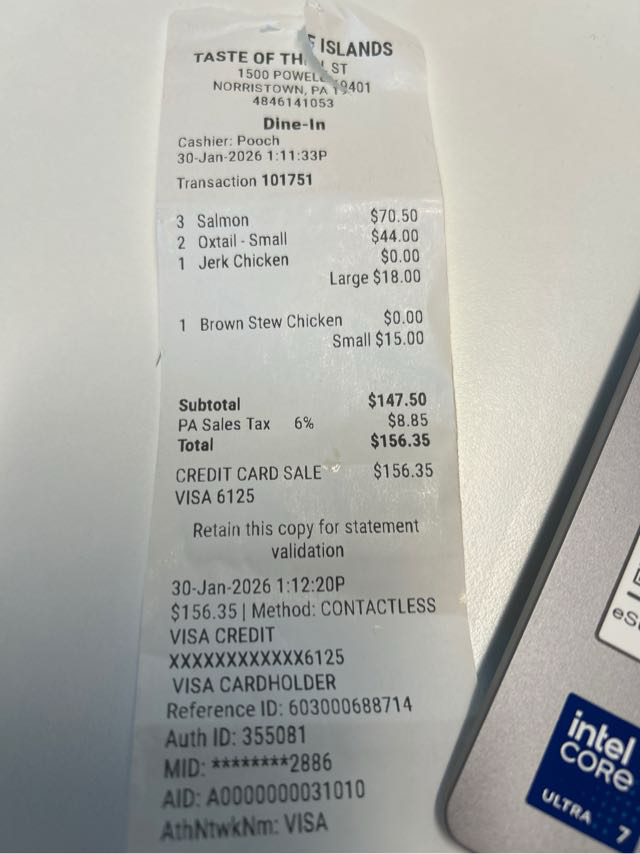 TASTE OF TH ISLANDS
1500 POWEL ST
NORRISTOWN, PA 19401
4846141053
Dine-In
Cashier: Pooch
30-Jan-2026 1:11:33P
Transaction 101751
3 Salmon $70.50
2 Oxtail - Small $44.00
1 Jerk Chicken $0.00
Large $18.00
1 Brown Stew Chicken $0.00
Small $15.00
Subtotal $147.50
PA Sales Tax 6% $8.85
Total $156.35
CREDIT CARD SALE $156.35
VISA 6125
Retain this copy for statement
validation
30-Jan-2026 1:12:20P
$156.35 | Method: CONTACTLESS
VISA CREDIT
XXXXXXXXXXXX6125
VISA CARDHOLDER
Reference ID: 603000688714
Auth ID: 355081
MID: ********2886
AID: A0000000031010
AthNtwkNm: VISA
intel
CORE
ULTRA 7